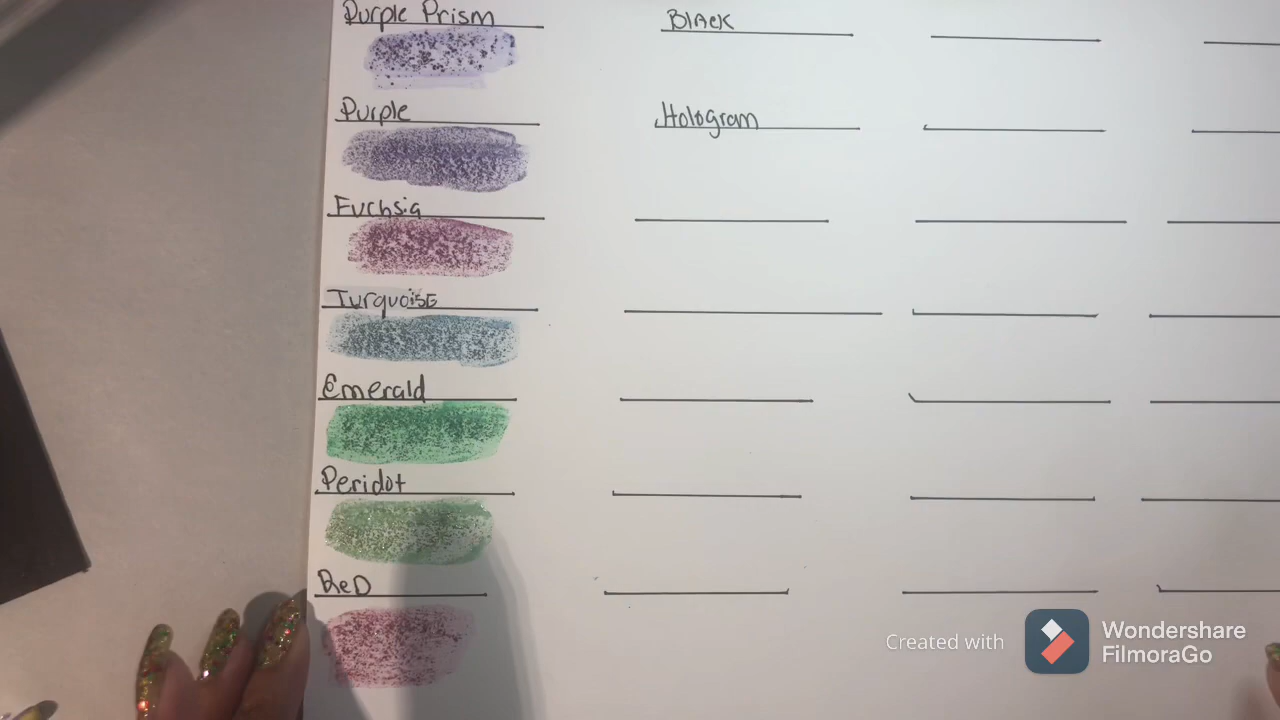 Purple Prism
Purple
Fuchsia
Turquoise
Emerald
Peridot
ReD
Black
Hologram
Created with Wondershare FilmoraGo